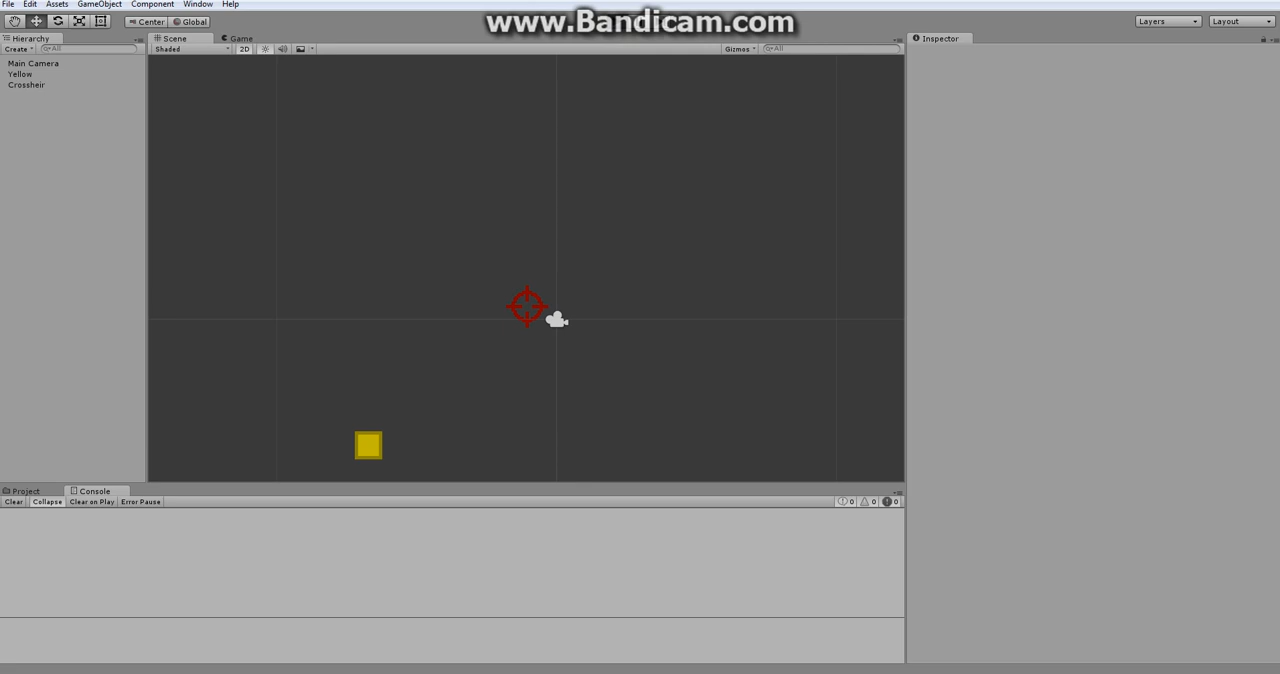 File Edit Assets GameObject Component Window Help
www.Bandicam.com
Center Global Layers Layout
Hierarchy Scene Game Inspector
Create All Shaded 2D Gizmos All
Main Camera
Yellow
Crossheir
Project Console
Clear Collapse Clear on Play Error Pause 0 0 0